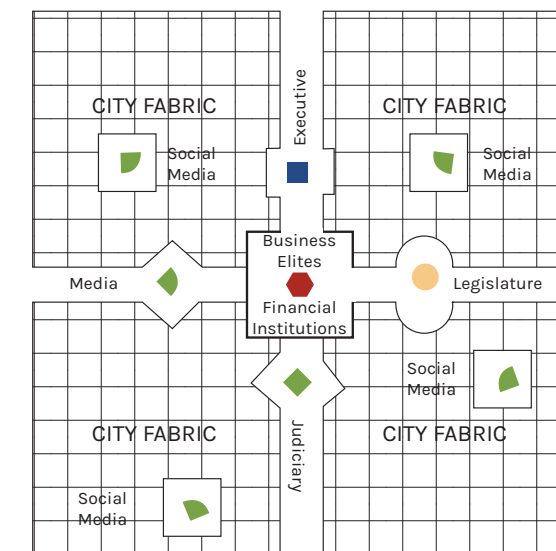 Executive
CITY FABRIC
CITY FABRIC
Social
Media
Social
Media
Business
Elites
Media
Legislature
Financial
Institutions
Social
Media
Judiciary
CITY FABRIC
CITY FABRIC
Social
Media